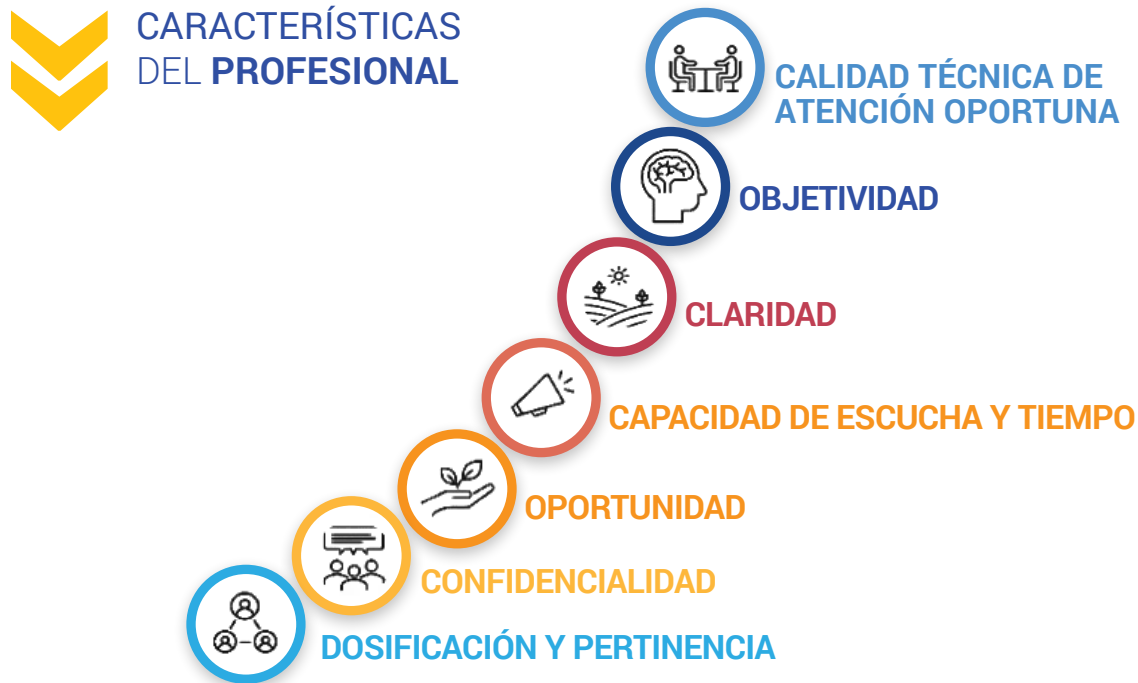 CARACTERÍSTICAS
DEL PROFESIONAL
CALIDAD TÉCNICA DE
ATENCIÓN OPORTUNA
OBJETIVIDAD
CLARIDAD
CAPACIDAD DE ESCUCHA Y TIEMPO
OPORTUNIDAD
CONFIDENCIALIDAD
DOSIFICACIÓN Y PERTINENCIA